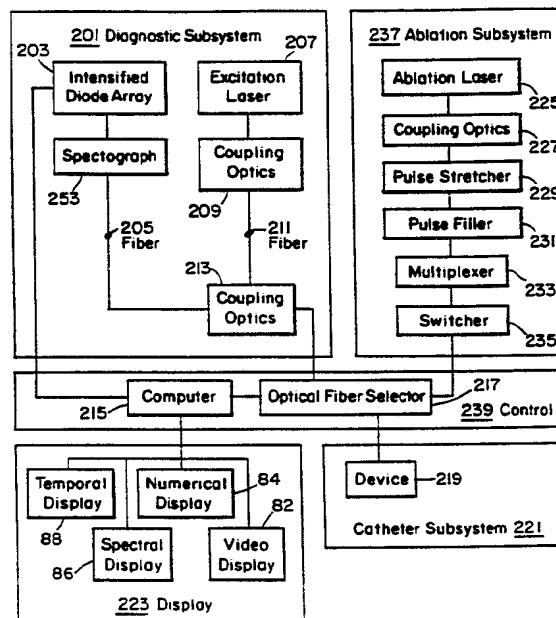 201 Diagnostic Subsystem
203
207
Intensified
Diode Array
Excitation
Laser
Spectograph
253
Coupling
Optics
209
205
Fiber
211
Fiber
213
Coupling
Optics
237 Ablation Subsystem
Ablation Laser
225
Coupling Optics
227
Pulse Stretcher
229
Pulse Filler
231
Multiplexer
233
Switcher
235
Computer
215
Optical Fiber Selector
217
239 Control
Temporal
Display
88
Numerical
Display
84
Spectral
Display
86
82
Video
Display
223 Display
Device
219
Catheter Subsystem 221